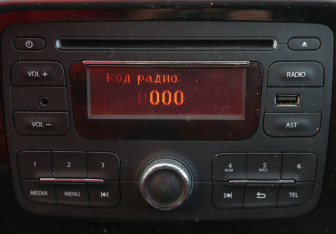 Код радио:
0000
VOL +
RADIO
VOL −
AST
1 2 3
4 5 6
MEDIA MENU
TEL